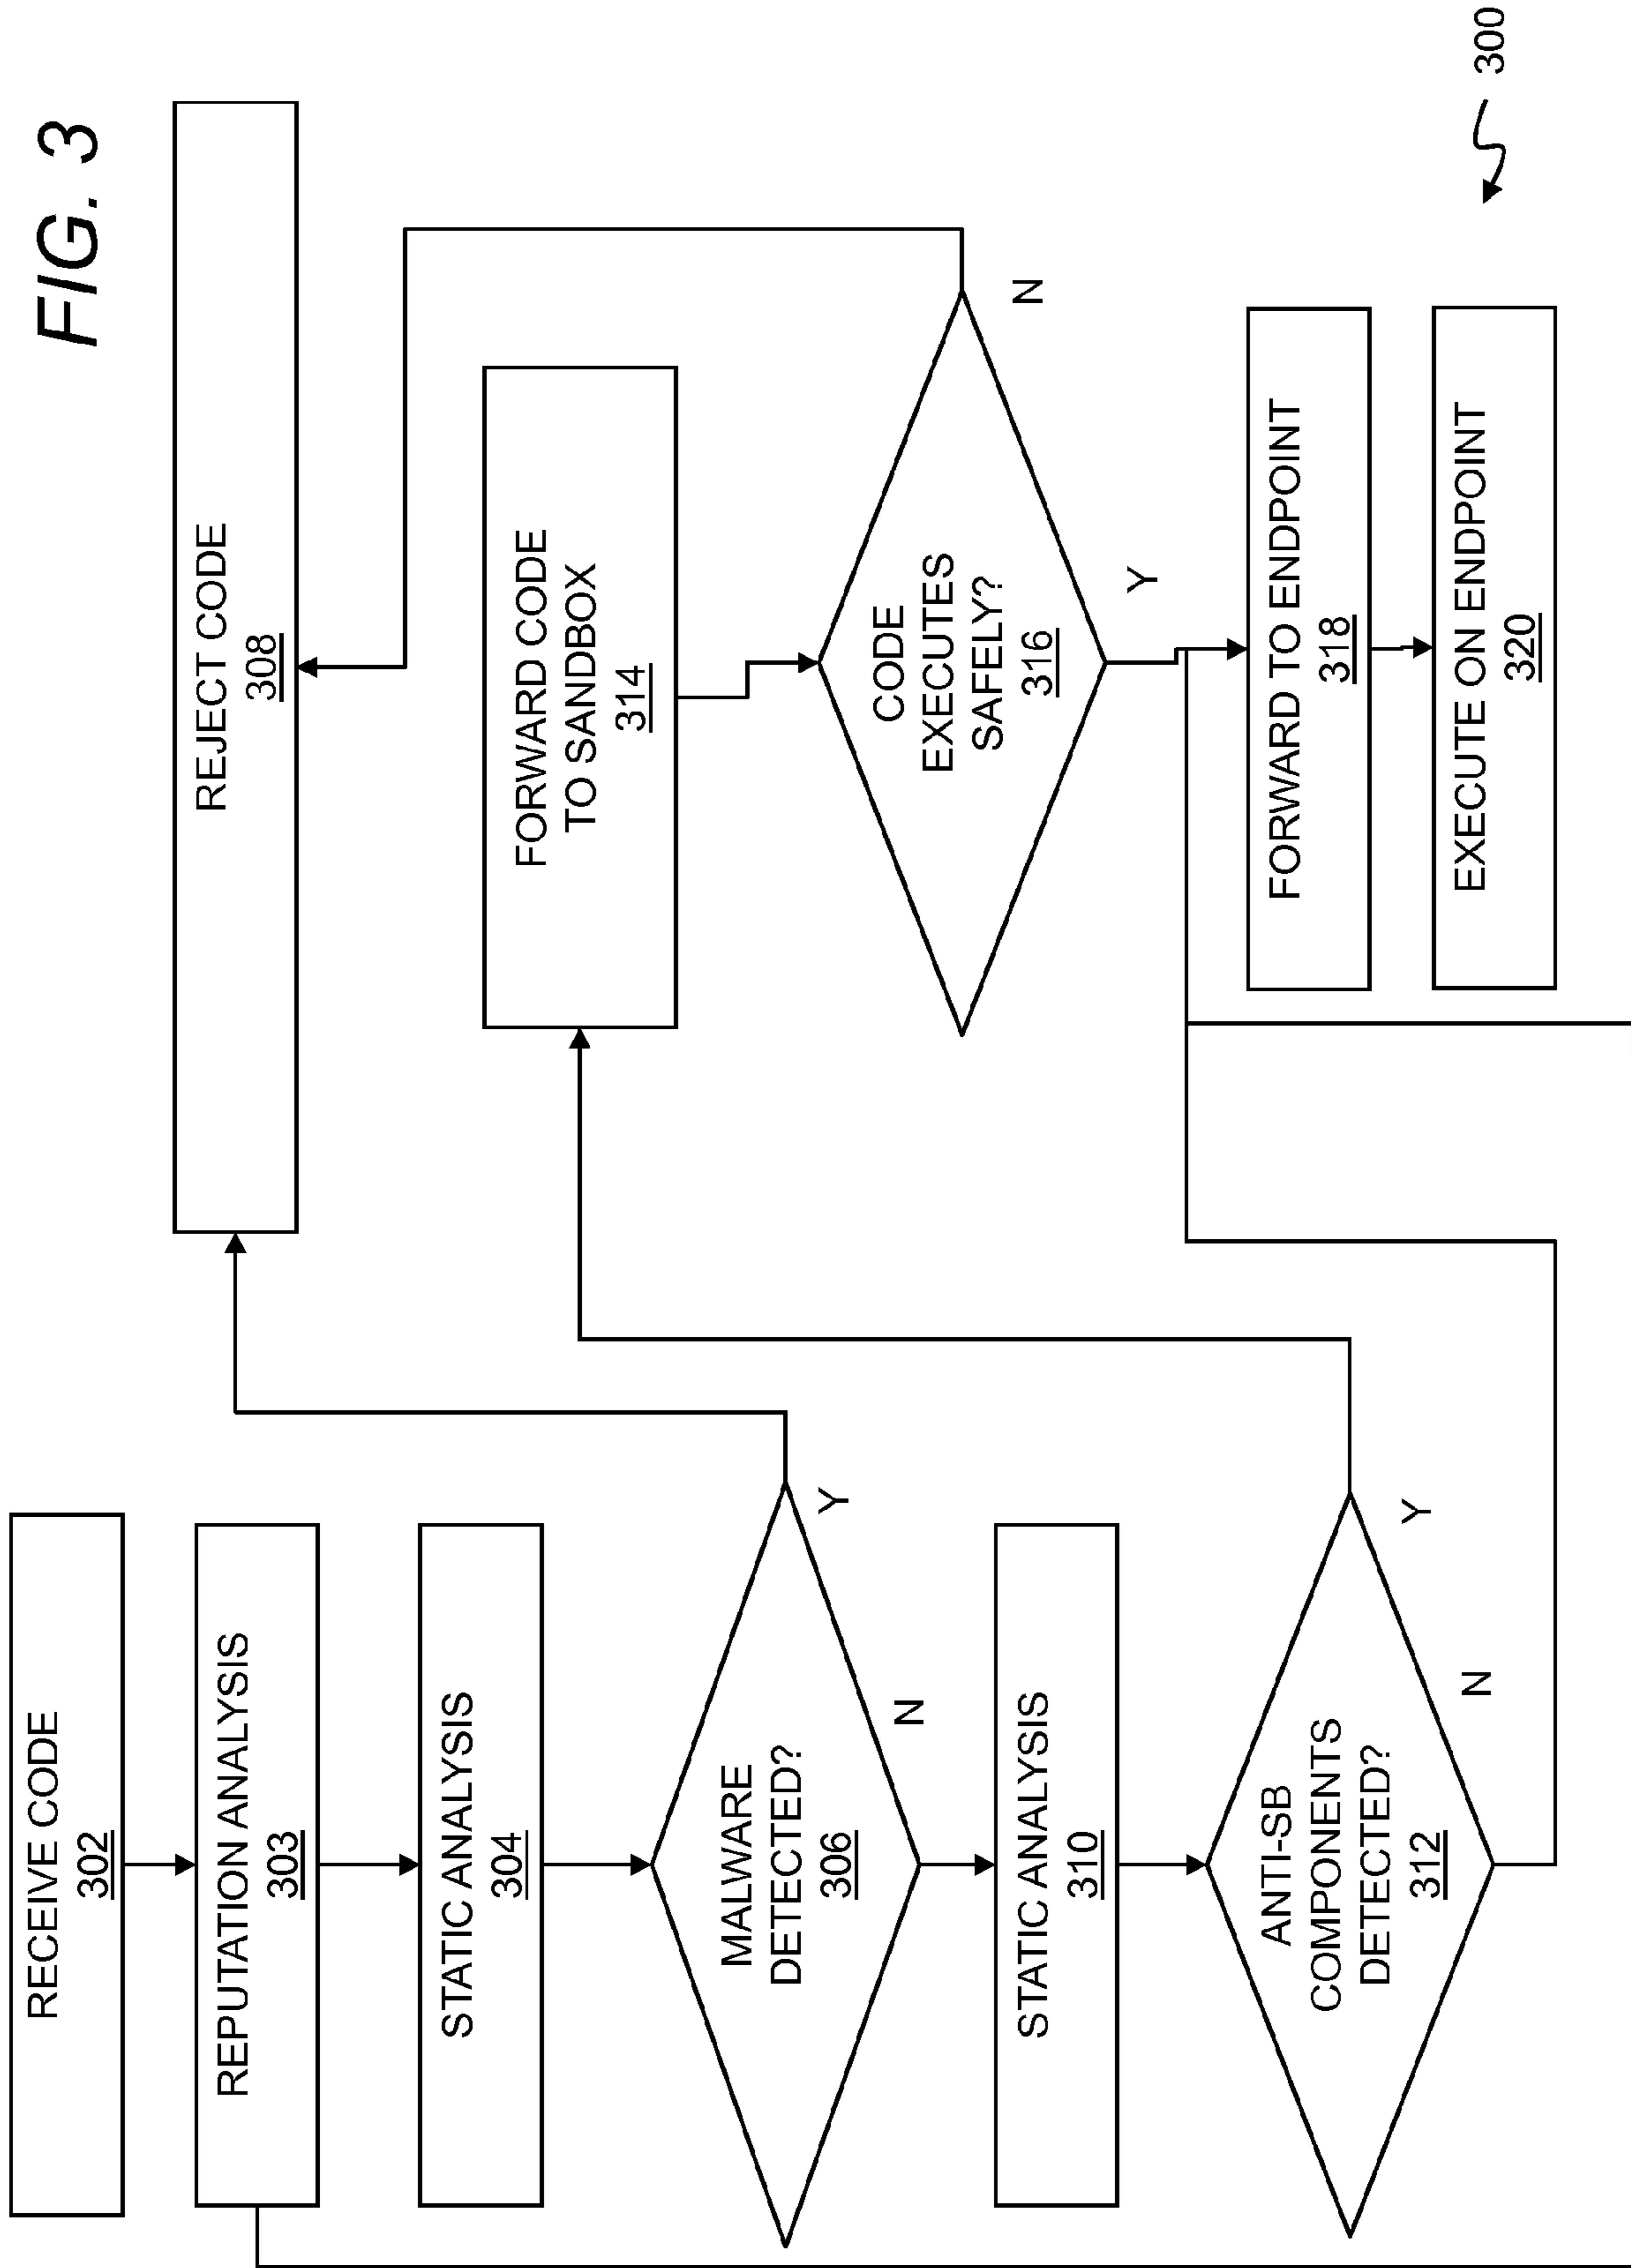 FIG. 3
RECEIVE CODE
302
REPUTATION ANALYSIS
303
STATIC ANALYSIS
304
MALWARE
DETECTED?
306
Y
N
STATIC ANALYSIS
310
ANTI-SB
COMPONENTS
DETECTED?
312
Y
N
REJECT CODE
308
FORWARD CODE
TO SANDBOX
314
CODE
EXECUTES
SAFELY?
316
N
Y
FORWARD TO ENDPOINT
318
EXECUTE ON ENDPOINT
320
300